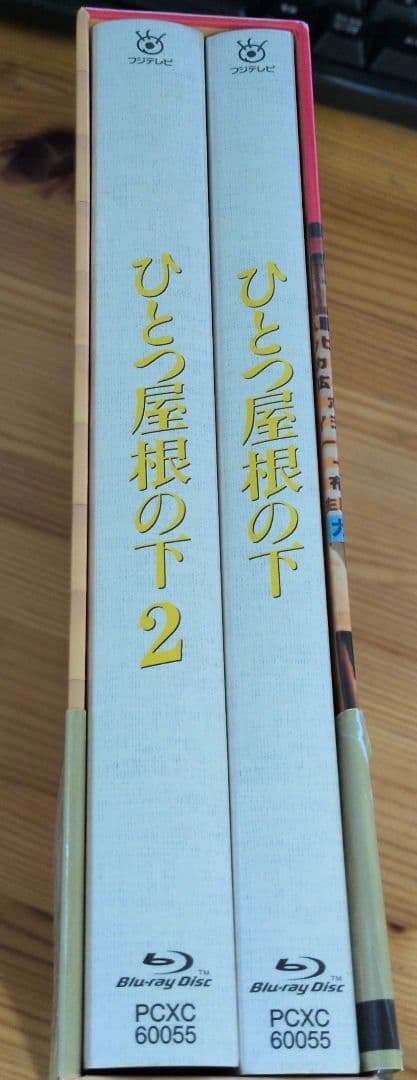 フジテレビ
ひとつ屋根の下2
Blu-ray Disc™
PCXC
60055
フジテレビ
ひとつ屋根の下
Blu-ray Disc
PCXC
60055